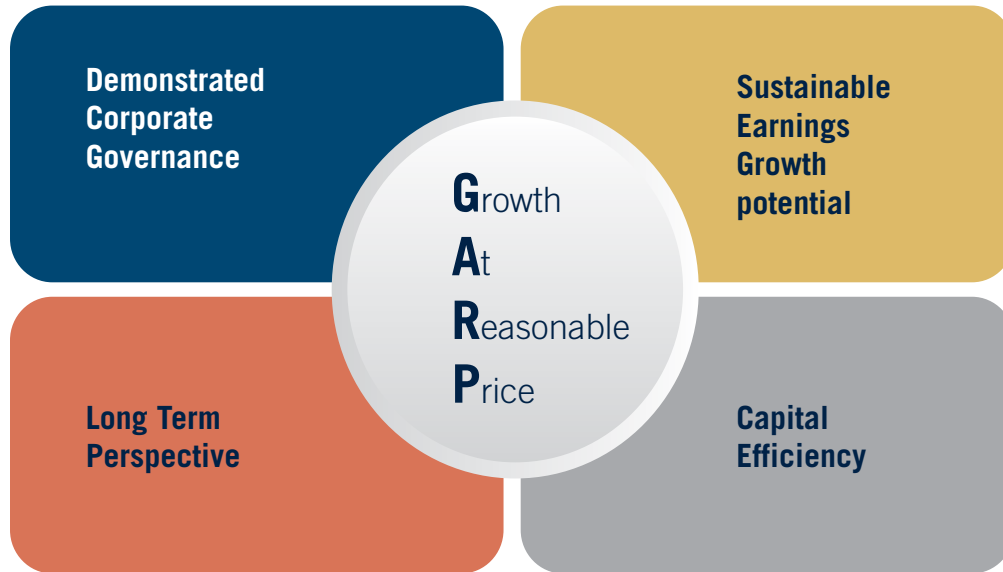 Demonstrated
Corporate
Governance
Sustainable
Earnings
Growth
potential
Growth
At
Reasonable
Price
Long Term
Perspective
Capital
Efficiency